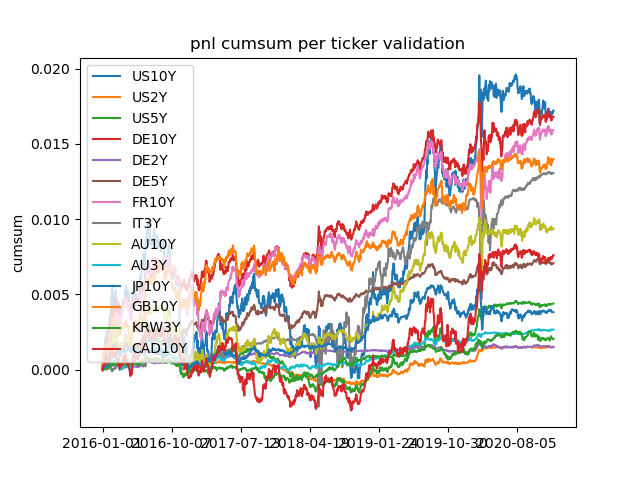 pnl cumsum per ticker validation
0.020
0.015
0.010
0.005
0.000
cumsum
US10Y
US2Y
US5Y
DE10Y
DE2Y
DE5Y
FR10Y
IT3Y
AU10Y
AU3Y
JP10Y
GB10Y
KRW3Y
CAD10Y
2016-01-01 2016-10-07 2017-07-13 2018-04-19 2019-01-24 2019-10-30 2020-08-05